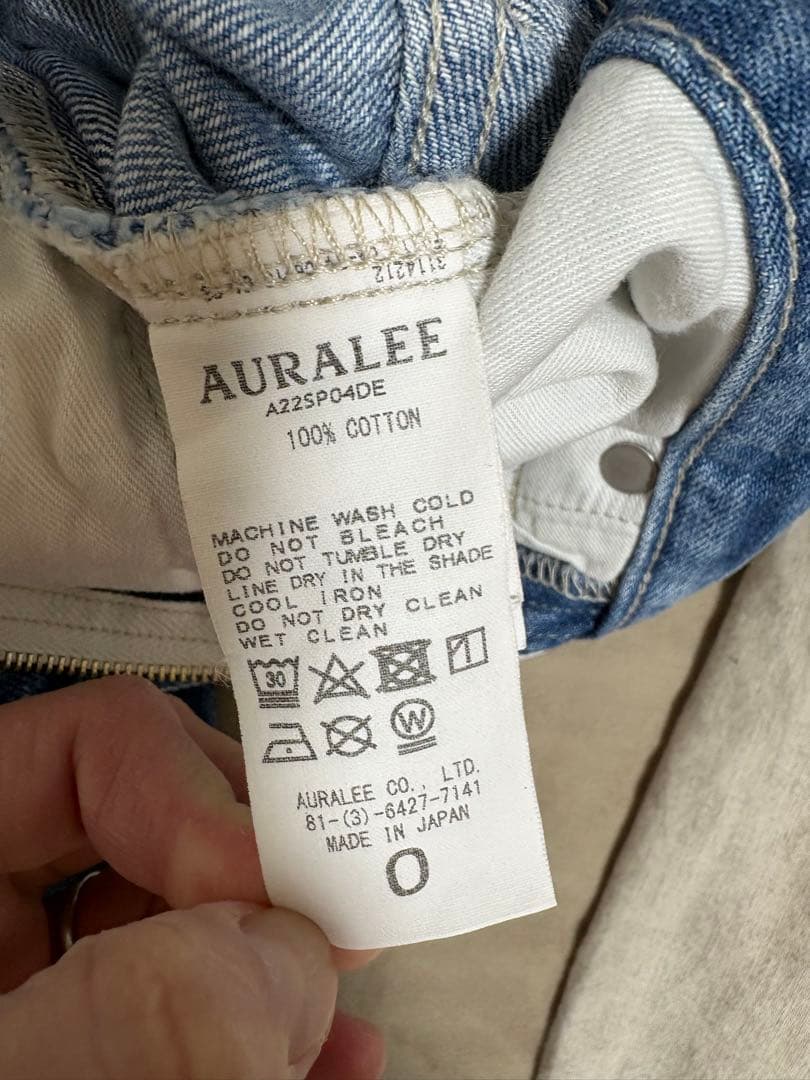 3114212
AURALEE
A22SP04DE
100% COTTON
MACHINE WASH COLD
DO NOT BLEACH
DO NOT TUMBLE DRY
LINE DRY IN THE SHADE
COOL IRON
DO NOT DRY CLEAN
WET CLEAN
30
W
AURALEE CO., LTD.
81-(3)-6427-7141
MADE IN JAPAN
0